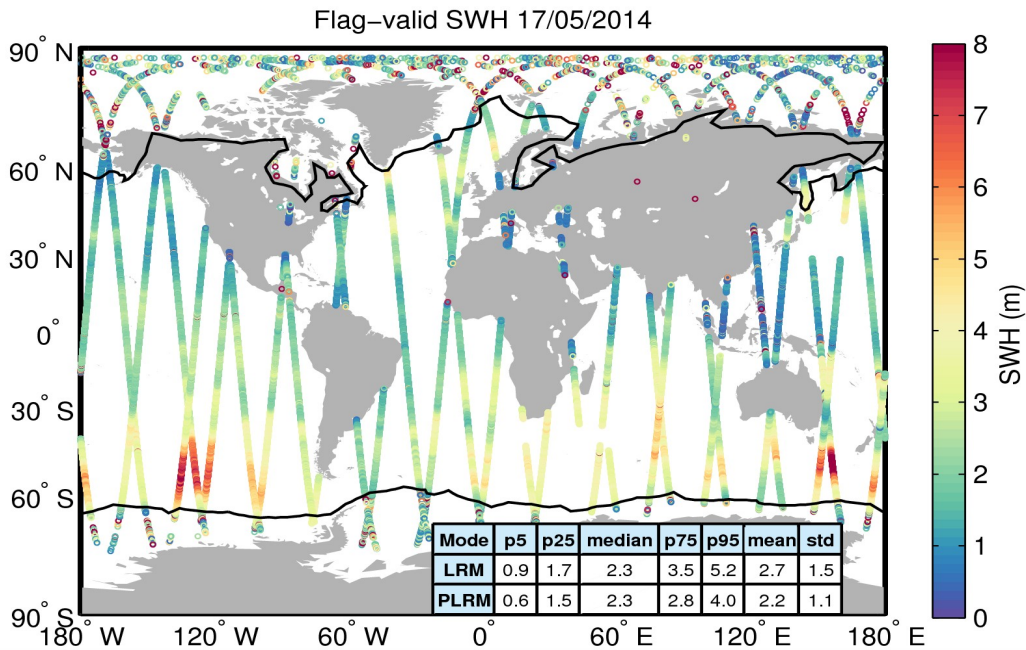 Flag−valid SWH 17/05/2014
90° N
60° N
30° N
0°
30° S
60° S
90° S
180° W
120° W
60° W
0°
60° E
120° E
180° E
Mode p5 p25 median p75 p95 mean std
LRM 0.9 1.7 2.3 3.5 5.2 2.7 1.5
PLRM 0.6 1.5 2.3 2.8 4.0 2.2 1.1
8
7
6
5
4
3
2
1
0
SWH (m)